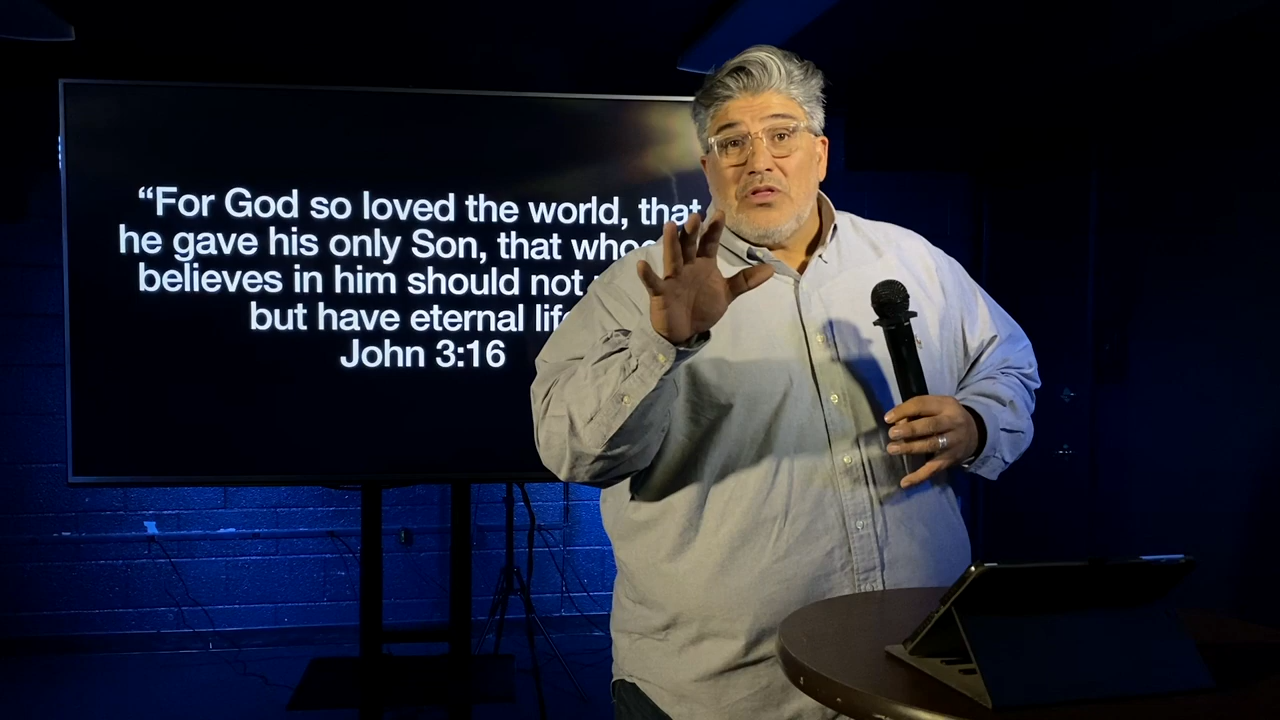 “For God so loved the world, that
he gave his only Son, that
believes in him should not
but have eternal
John 3:16